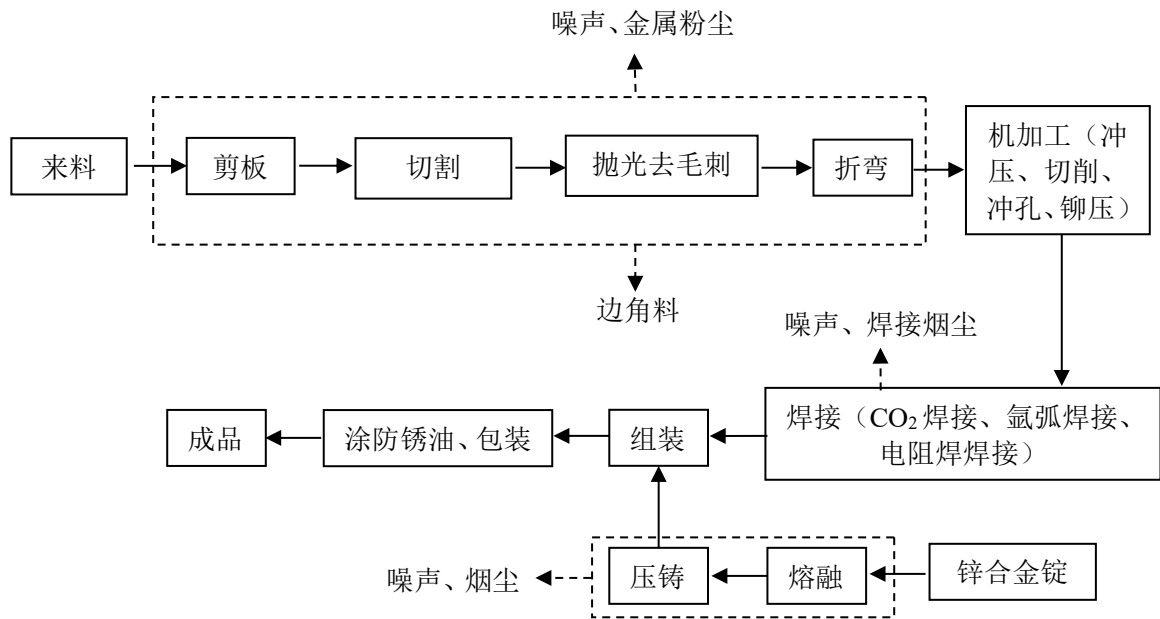 噪声、金属粉尘
来料
剪板
切割
抛光去毛刺
折弯
机加工（冲
压、切削、
冲孔、铆压）
边角料
噪声、焊接烟尘
焊接（CO₂焊接、氩弧焊接、
电阻焊焊接）
组装
涂防锈油、包装
成品
噪声、烟尘
压铸
熔融
锌合金锭